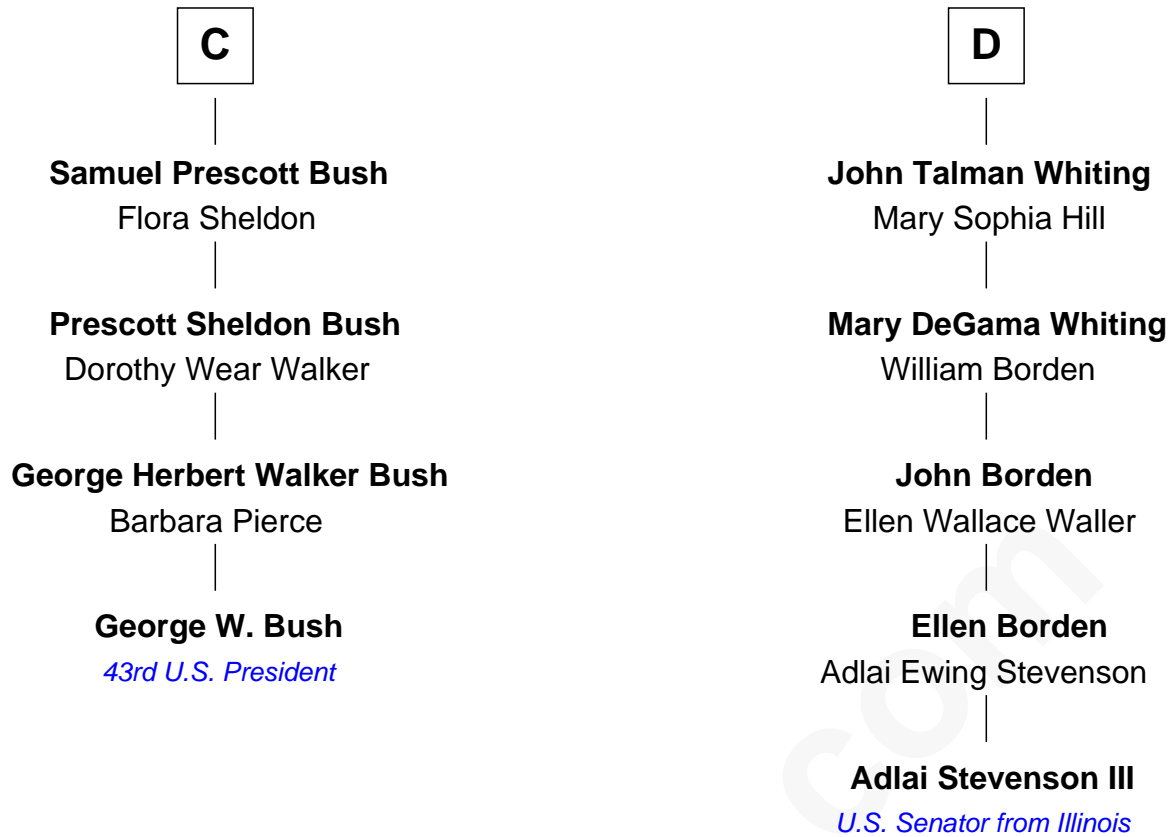 C
Samuel Prescott Bush
Flora Sheldon
Prescott Sheldon Bush
Dorothy Wear Walker
George Herbert Walker Bush
Barbara Pierce
George W. Bush
43rd U.S. President
D
John Talman Whiting
Mary Sophia Hill
Mary DeGama Whiting
William Borden
John Borden
Ellen Wallace Waller
Ellen Borden
Adlai Ewing Stevenson
Adlai Stevenson III
U.S. Senator from Illinois
com